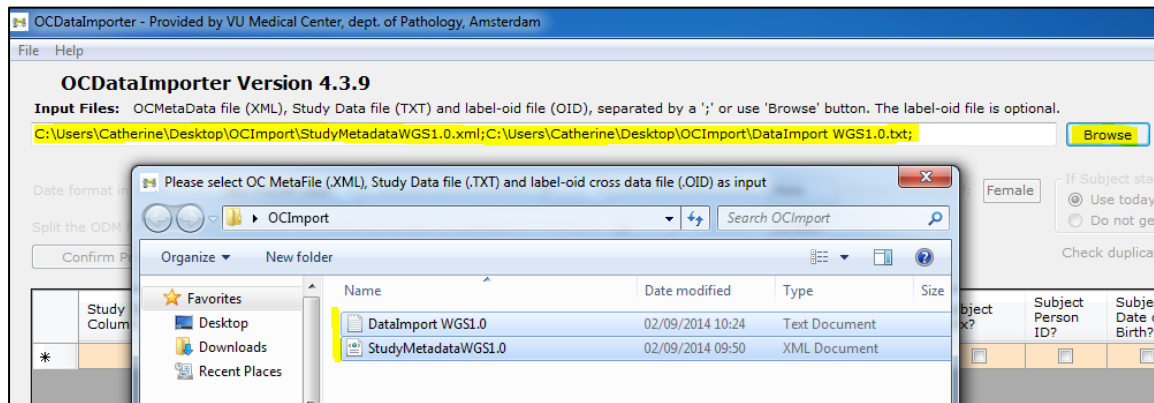 OCDataImporter - Provided by VU Medical Center, dept. of Pathology, Amsterdam
File Help
OCDataImporter Version 4.3.9
Input Files: OCMetaData file (XML), Study Data file (TXT) and label-oid file (OID), separated by a ';' or use 'Browse' button. The label-oid file is optional.
C:\Users\Catherine\Desktop\OCImport\StudyMetadataWGS1.0.xml;C:\Users\Catherine\Desktop\OCImport\DataImport WGS1.0.txt;
Browse
Please select OC MetaFile (.XML), Study Data file (.TXT) and label-oid cross data file (.OID) as input
Date format in
Female
If Subject sta
Use today
Do not ge
Split the ODM
OCImport
Search OCImport
Confirm P
Check duplica
Organize
New folder
Favorites
Desktop
Downloads
Recent Places
Name Date modified Type Size
DataImport WGS1.0 02/09/2014 10:24 Text Document
StudyMetadataWGS1.0 02/09/2014 09:50 XML Document
Study
Colum
bject
x?
Subject
Person
ID?
Subje
Date o
Birth?
*